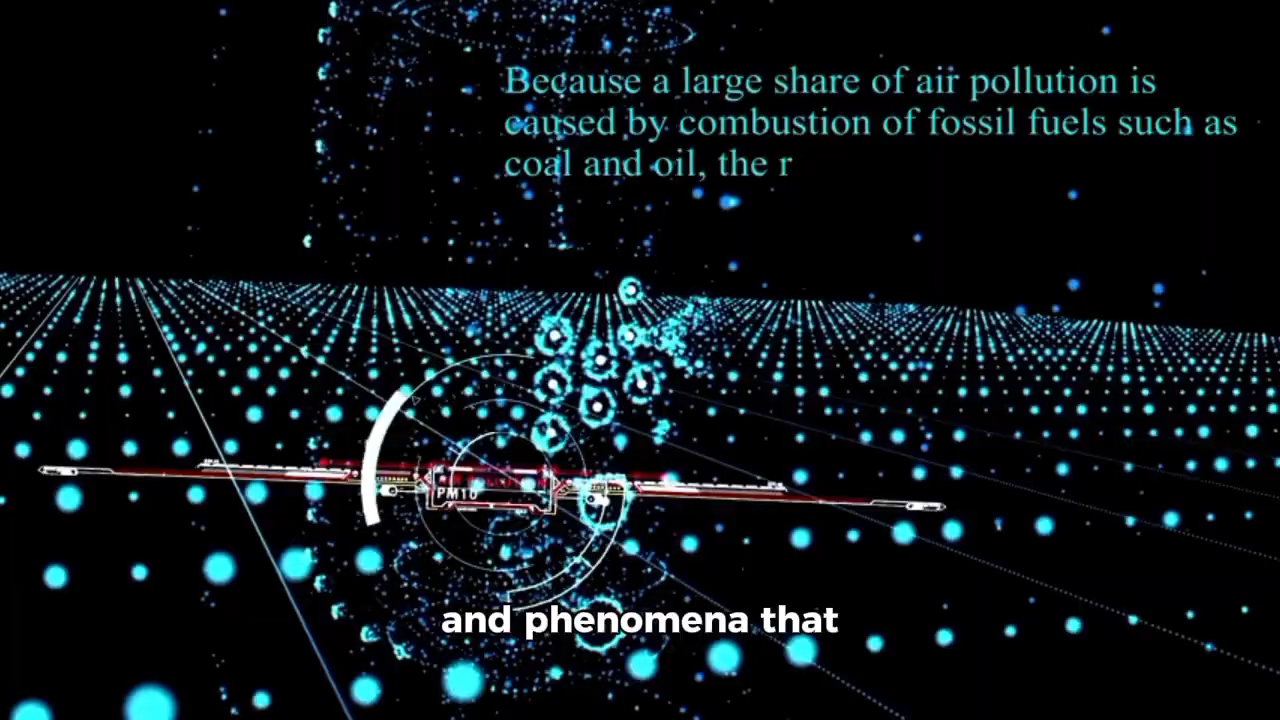 Because a large share of air pollution is
caused by combustion of fossil fuels such as
coal and oil, the r
PM10
and phenomena that